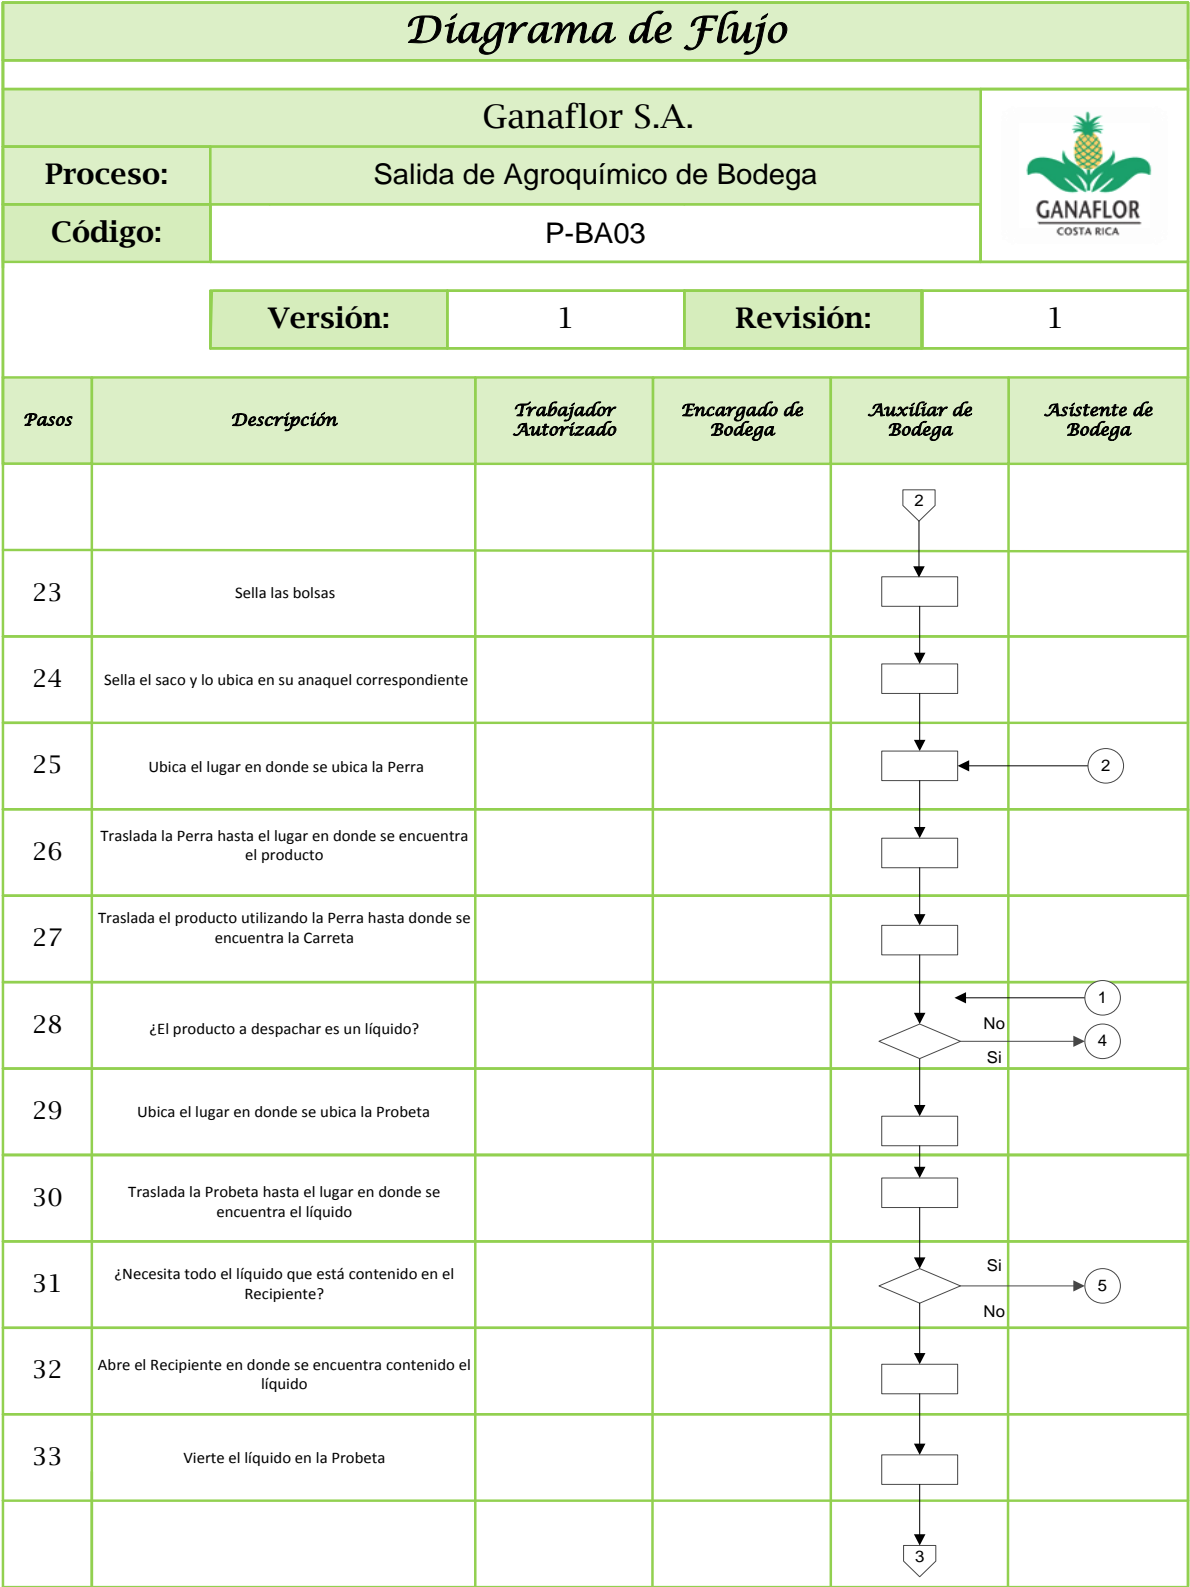 Diagrama de Flujo
Ganaflor S.A.
Proceso:
Salida de Agroquímico de Bodega
Código:
P-BA03
GANAFLOR
COSTA RICA
Versión:
1
Revisión:
1
Pasos
Descripción
Trabajador
Autorizado
Encargado de
Bodega
Auxiliar de
Bodega
Asistente de
Bodega
2
23
Sella las bolsas
24
Sella el saco y lo ubica en su anaquel correspondiente
25
Ubica el lugar en donde se ubica la Perra
2
26
Traslada la Perra hasta el lugar en donde se encuentra
el producto
27
Traslada el producto utilizando la Perra hasta donde se
encuentra la Carreta
28
¿El producto a despachar es un líquido?
1
No
4
Si
29
Ubica el lugar en donde se ubica la Probeta
30
Traslada la Probeta hasta el lugar en donde se
encuentra el líquido
31
¿Necesita todo el líquido que está contenido en el
Recipiente?
Si
5
No
32
Abre el Recipiente en donde se encuentra contenido el
líquido
33
Vierte el líquido en la Probeta
3